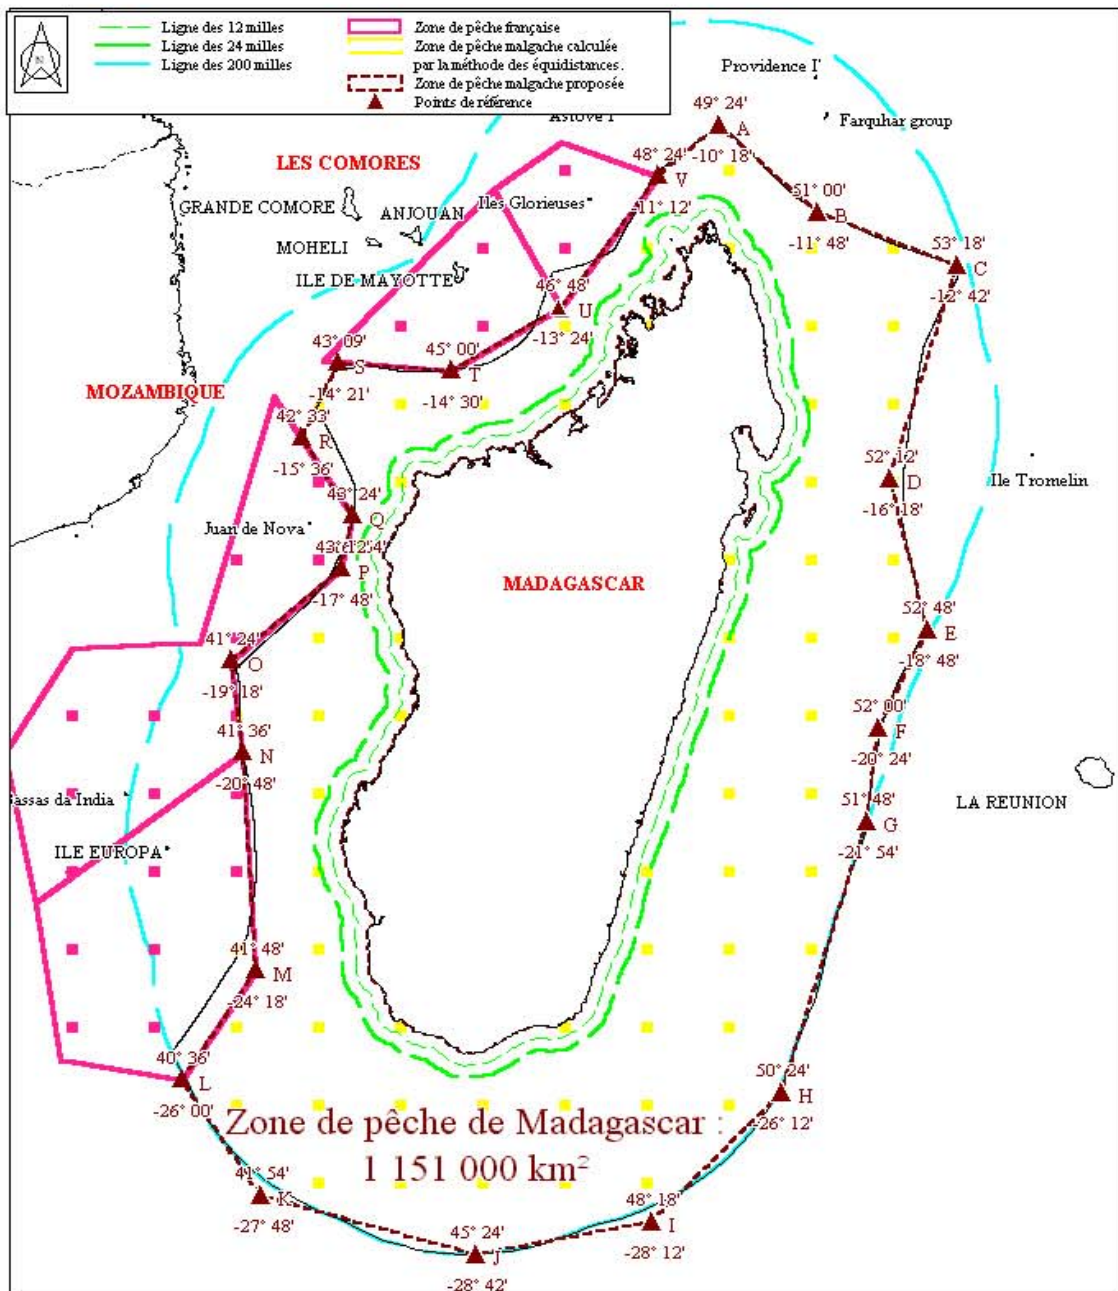 N
Ligne des 12 milles
Ligne des 24 milles
Ligne des 200 milles
Zone de pêche française
Zone de pêche malgache calculée
par la méthode des équidistances.
Zone de pêche malgache proposée
Points de référence
Providence I
Farquhar group
49° 24'
A
-10° 18'
LES COMORES
48° 24'
V
-11° 12'
GRANDE COMORE
ANJOUAN
Iles Glorieuses
51° 00'
B
-11° 48'
MOHELI
ILE DE MAYOTTE
53° 18'
C
-12° 42'
46° 48'
U
-13° 24'
43° 09'
S
-14° 21'
45° 00'
T
-14° 30'
MOZAMBIQUE
42° 33'
R
-15° 36'
52° 12'
D
-16° 18'
Ile Tromelin
43° 24'
Q
Juan de Nova
P
-17° 48'
MADAGASCAR
52° 48'
E
-18° 48'
41° 24'
O
-19° 18'
52° 00'
F
-20° 24'
41° 36'
N
-20° 48'
51° 48'
G
-21° 54'
LA REUNION
da India
ILE EUROPA
41° 48'
M
-24° 18'
40° 36'
L
-26° 00'
50° 24'
H
-26° 12'
Zone de pêche de Madagascar :
1 151 000 km²
41° 54'
K
-27° 48'
48° 18'
I
-28° 12'
45° 24'
J
-28° 42'